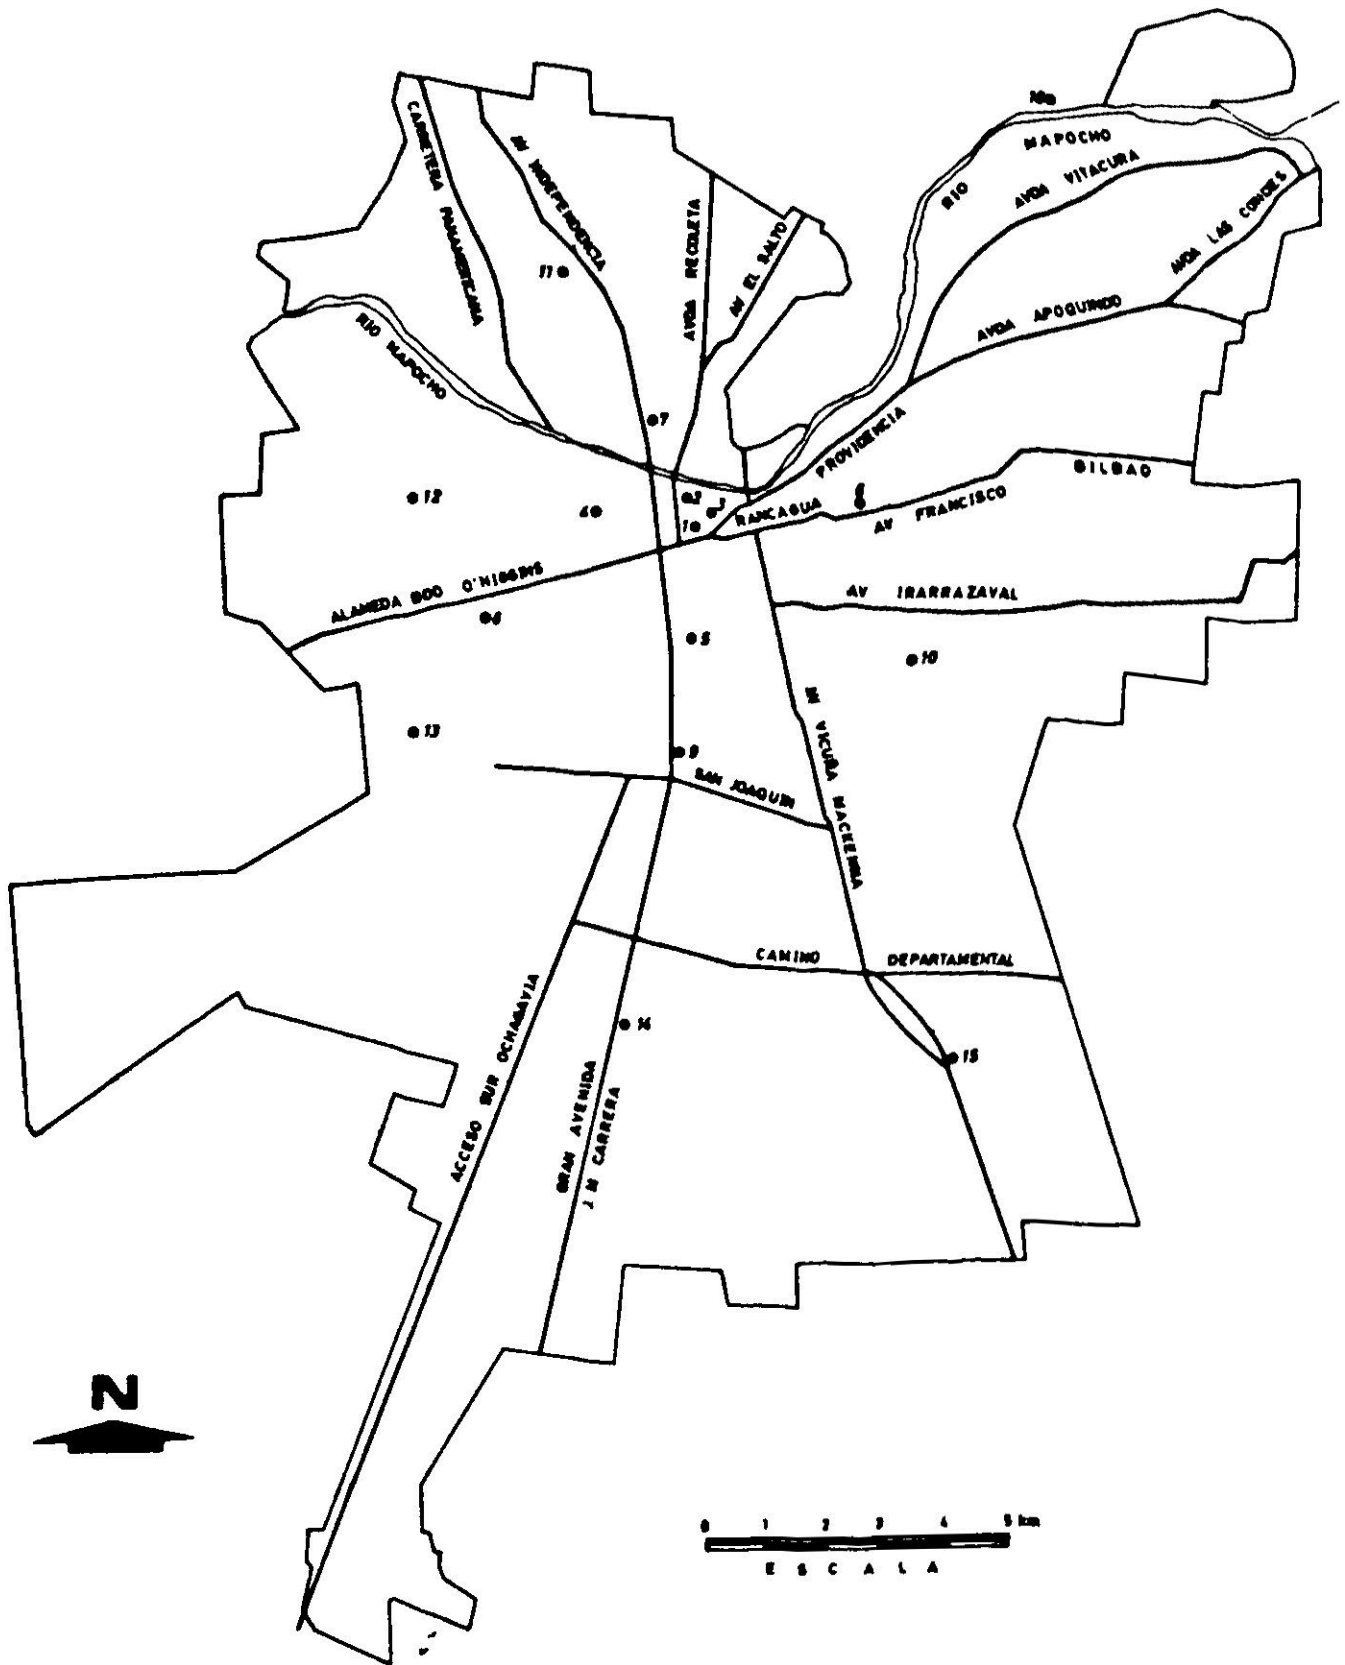 RIO
MAPOCHO
RIO
AVDA VITACURA
AVDA LAS CONDES
AVDA APOQUINDO
CARRETERA PANAMERICANA
AV INDEPENDENCIA
AVDA RECOLETA
AV EL SALTO
11
RIO MAPOCHO
7
PROVIDENCIA
BILBAO
12
4
2
3
1
RANCAGUA
AV FRANCISCO
ALAMEDA BDO O'HIGGINS
AV IRARRAZAVAL
6
5
10
13
AV VICUÑA MACKENNA
9
SAN JOAQUIN
CAMINO DEPARTAMENTAL
ACCESO SUR OCHAGAVIA
14
15
GRAN AVENIDA
J M CARRERA
N
0 1 2 3 4 5 km
ESCALA